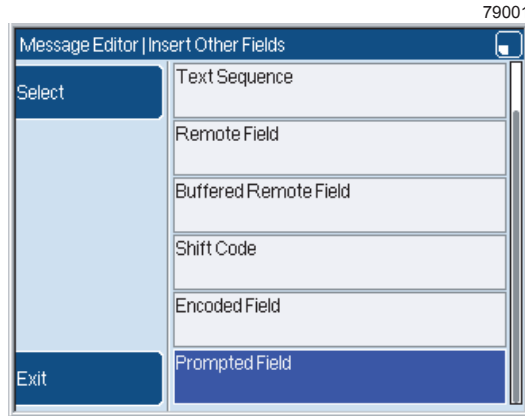 79001
Message Editor | Insert Other Fields
Select
Text Sequence
Remote Field
Buffered Remote Field
Shift Code
Encoded Field
Prompted Field
Exit